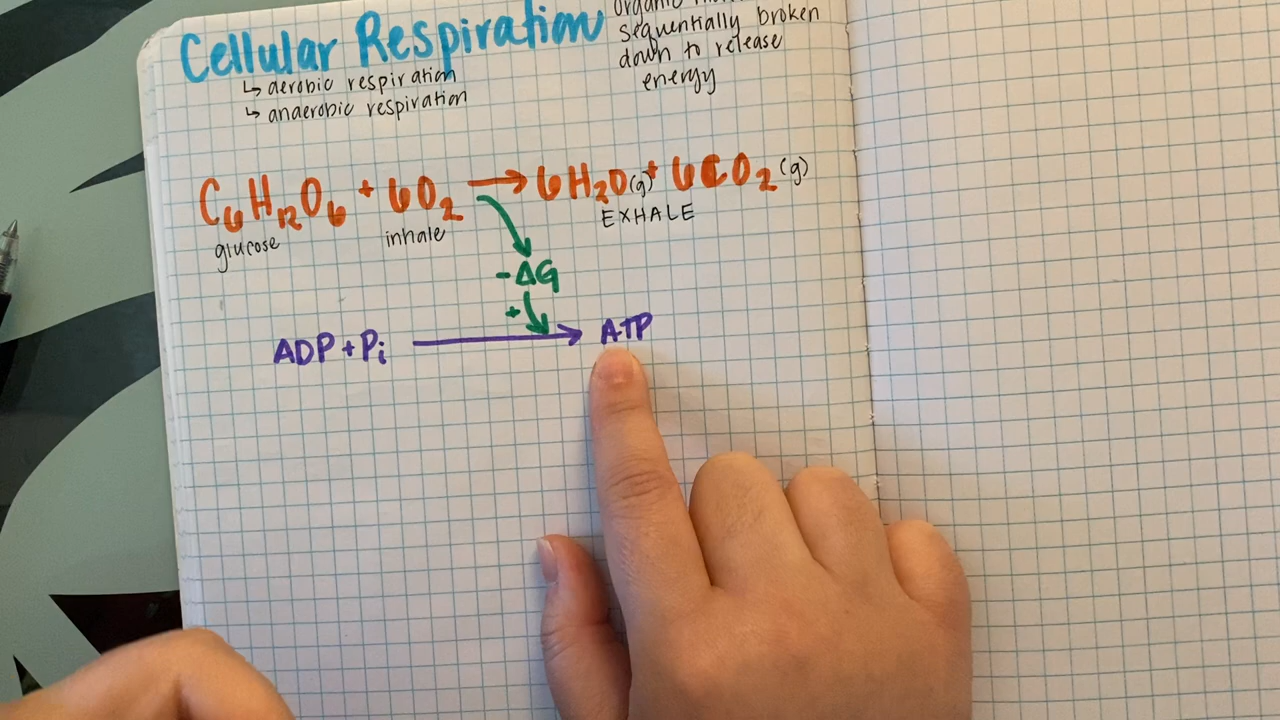 Cellular Respiration
↳ aerobic respiration
↳ anaerobic respiration
organic
sequentially broken
down to release
energy
C6H12O6 + 6O2 → 6H2O(g) + 6CO2(g)
glucose
inhale
EXHALE
-ΔG
+
ADP + Pi → ATP